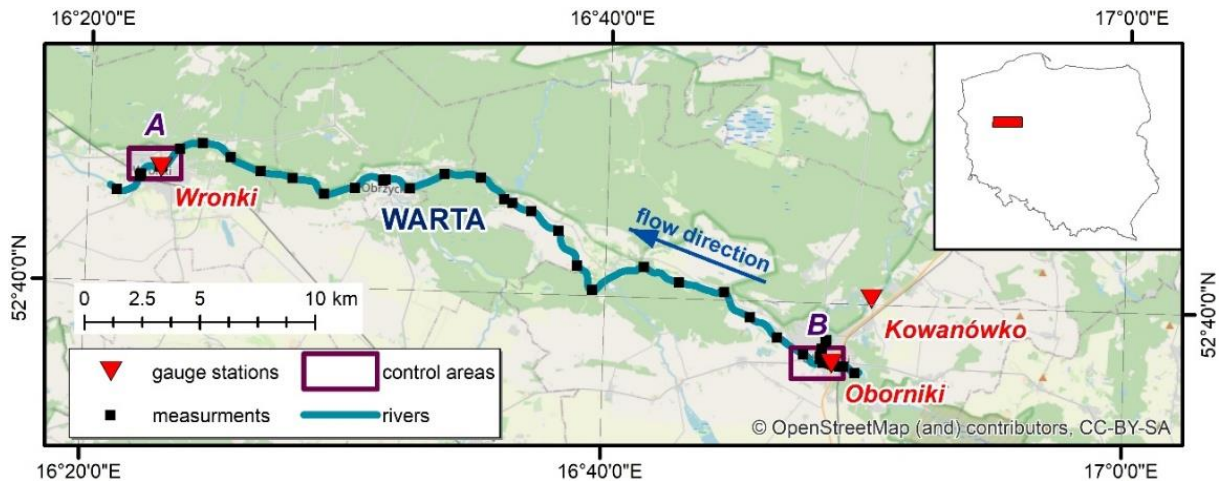 16°20'0"E 16°40'0"E 17°0'0"E
A
Wronki
Obrzyc
WARTA
flow direction
52°40'0"N
52°40'0"N
0 2.5 5 10 km
B
Kowanówko
Oborniki
gauge stations control areas
measurments rivers
© OpenStreetMap (and) contributors, CC-BY-SA
16°20'0"E 16°40'0"E 17°0'0"E